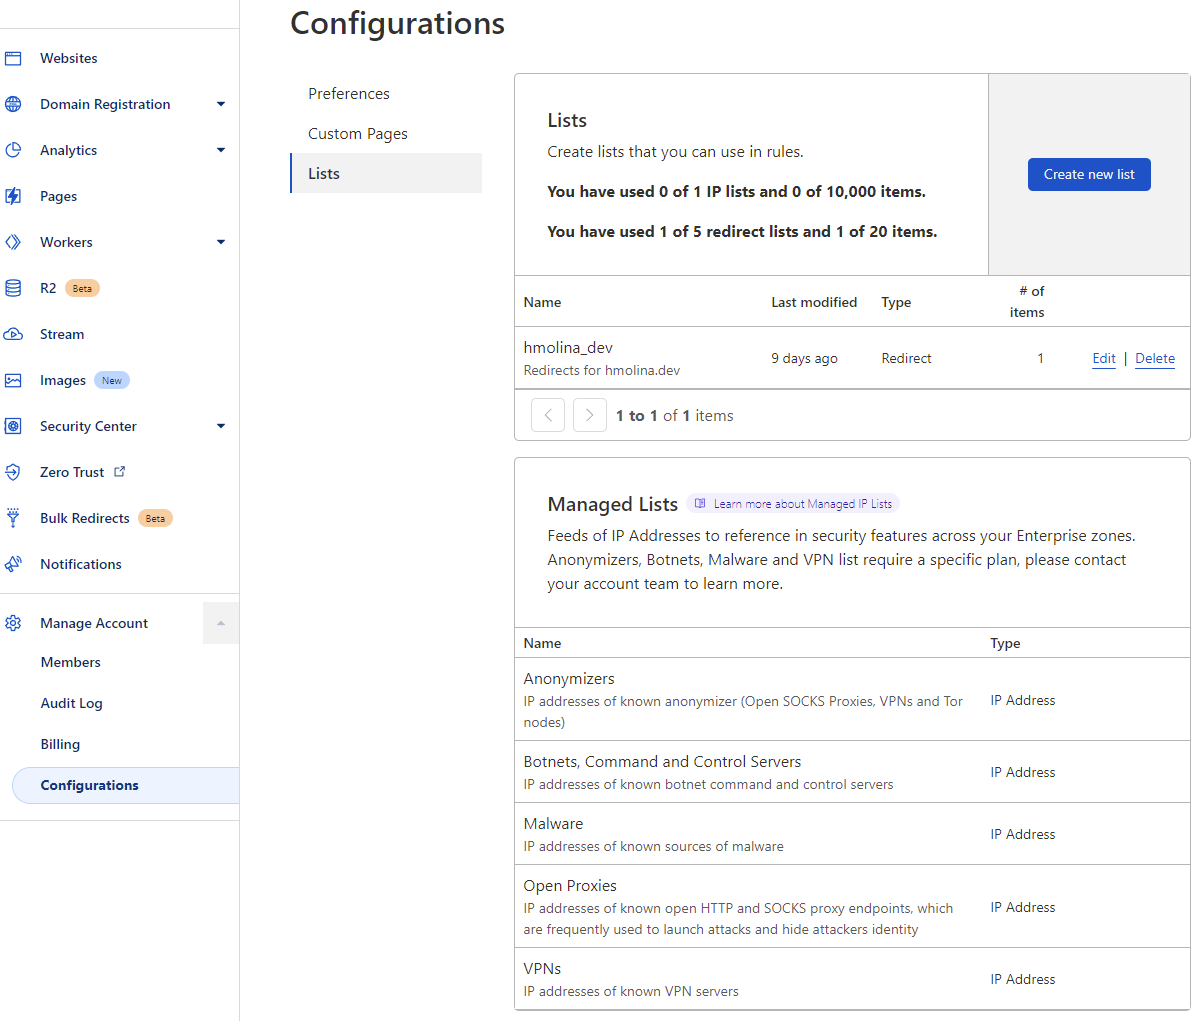 Configurations
Websites
Domain Registration
Analytics
Pages
Workers
R2 Beta
Stream
Images New
Security Center
Zero Trust
Bulk Redirects Beta
Notifications
Manage Account
Members
Audit Log
Billing
Configurations
Preferences
Custom Pages
Lists
Lists
Create lists that you can use in rules.
You have used 0 of 1 IP lists and 0 of 10,000 items.
You have used 1 of 5 redirect lists and 1 of 20 items.
Create new list
Name Last modified Type # of
items
hmolina_dev
Redirects for hmolina.dev
9 days ago Redirect 1 Edit | Delete
1 to 1 of 1 items
Managed Lists Learn more about Managed IP Lists
Feeds of IP Addresses to reference in security features across your Enterprise zones.
Anonymizers, Botnets, Malware and VPN list require a specific plan, please contact
your account team to learn more.
Name Type
Anonymizers
IP addresses of known anonymizer (Open SOCKS Proxies, VPNs and Tor
nodes)
IP Address
Botnets, Command and Control Servers
IP addresses of known botnet command and control servers
IP Address
Malware
IP addresses of known sources of malware
IP Address
Open Proxies
IP addresses of known open HTTP and SOCKS proxy endpoints, which
are frequently used to launch attacks and hide attackers identity
IP Address
VPNs
IP addresses of known VPN servers
IP Address